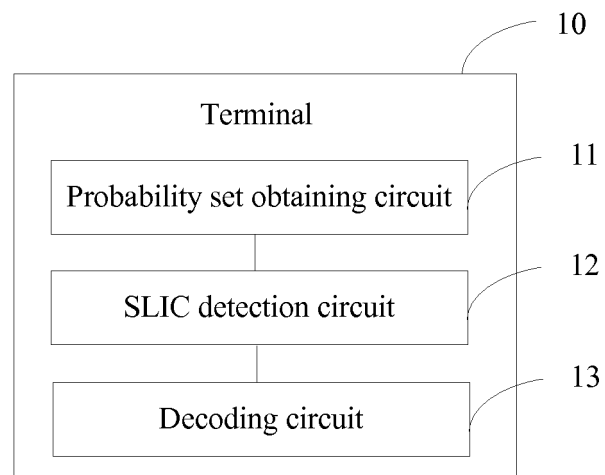 10
Terminal
11
Probability set obtaining circuit
12
SLIC detection circuit
13
Decoding circuit